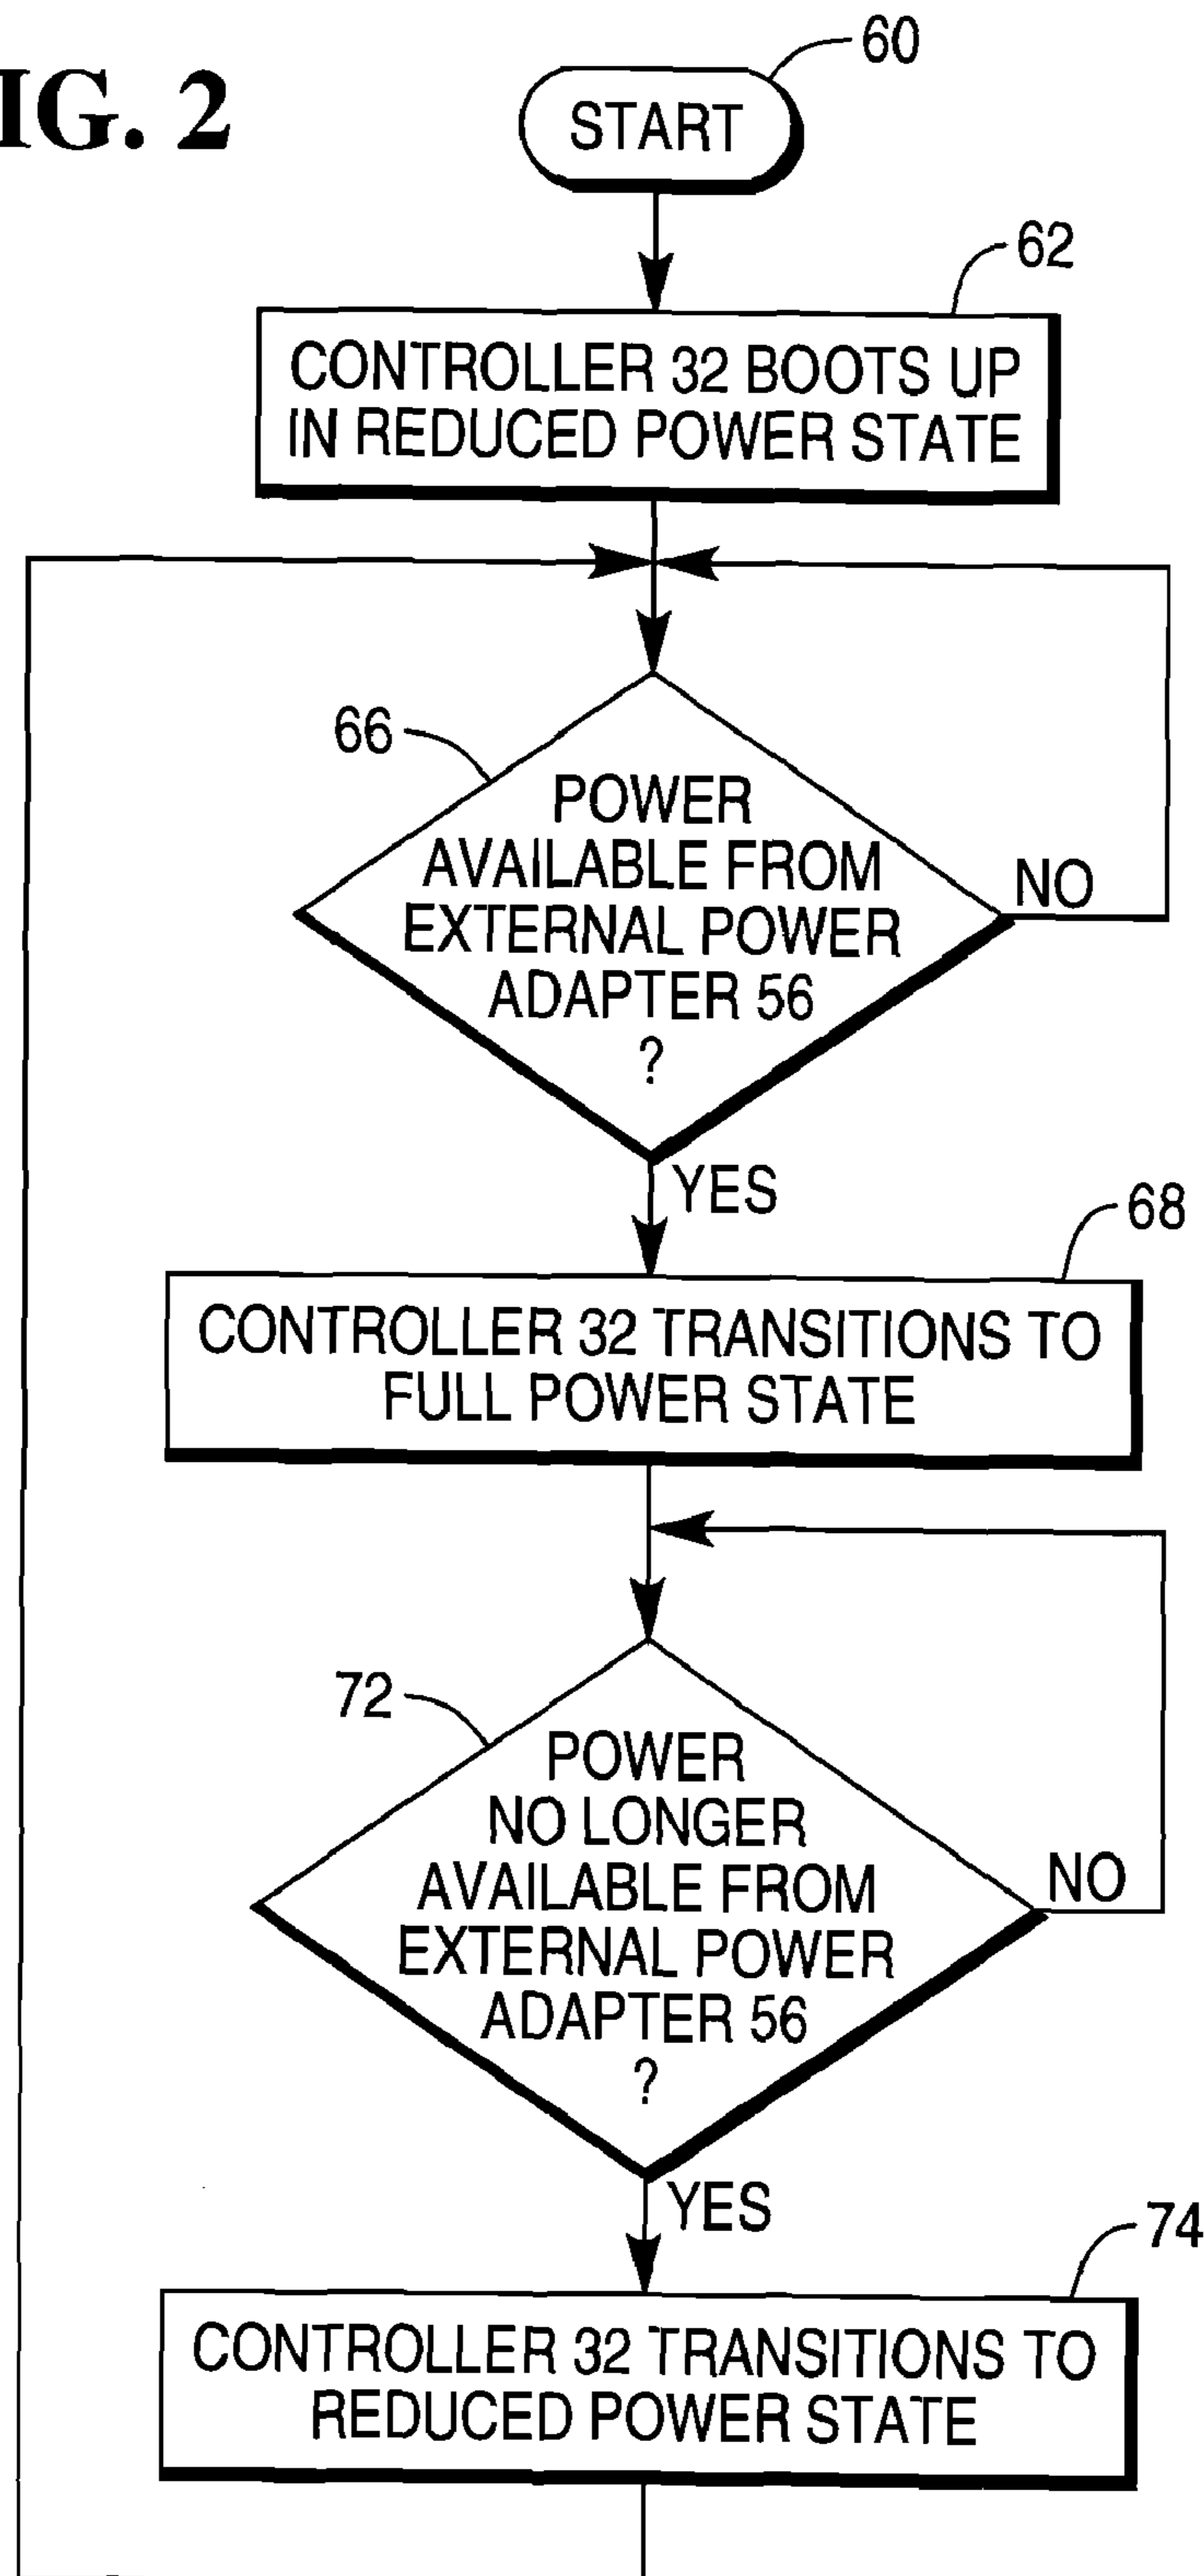 IG. 2
60
START
62
CONTROLLER 32 BOOTS UP
IN REDUCED POWER STATE
66
POWER
AVAILABLE FROM
EXTERNAL POWER
ADAPTER 56
?
NO
YES
68
CONTROLLER 32 TRANSITIONS TO
FULL POWER STATE
72
POWER
NO LONGER
AVAILABLE FROM
EXTERNAL POWER
ADAPTER 56
?
NO
YES
74
CONTROLLER 32 TRANSITIONS TO
REDUCED POWER STATE